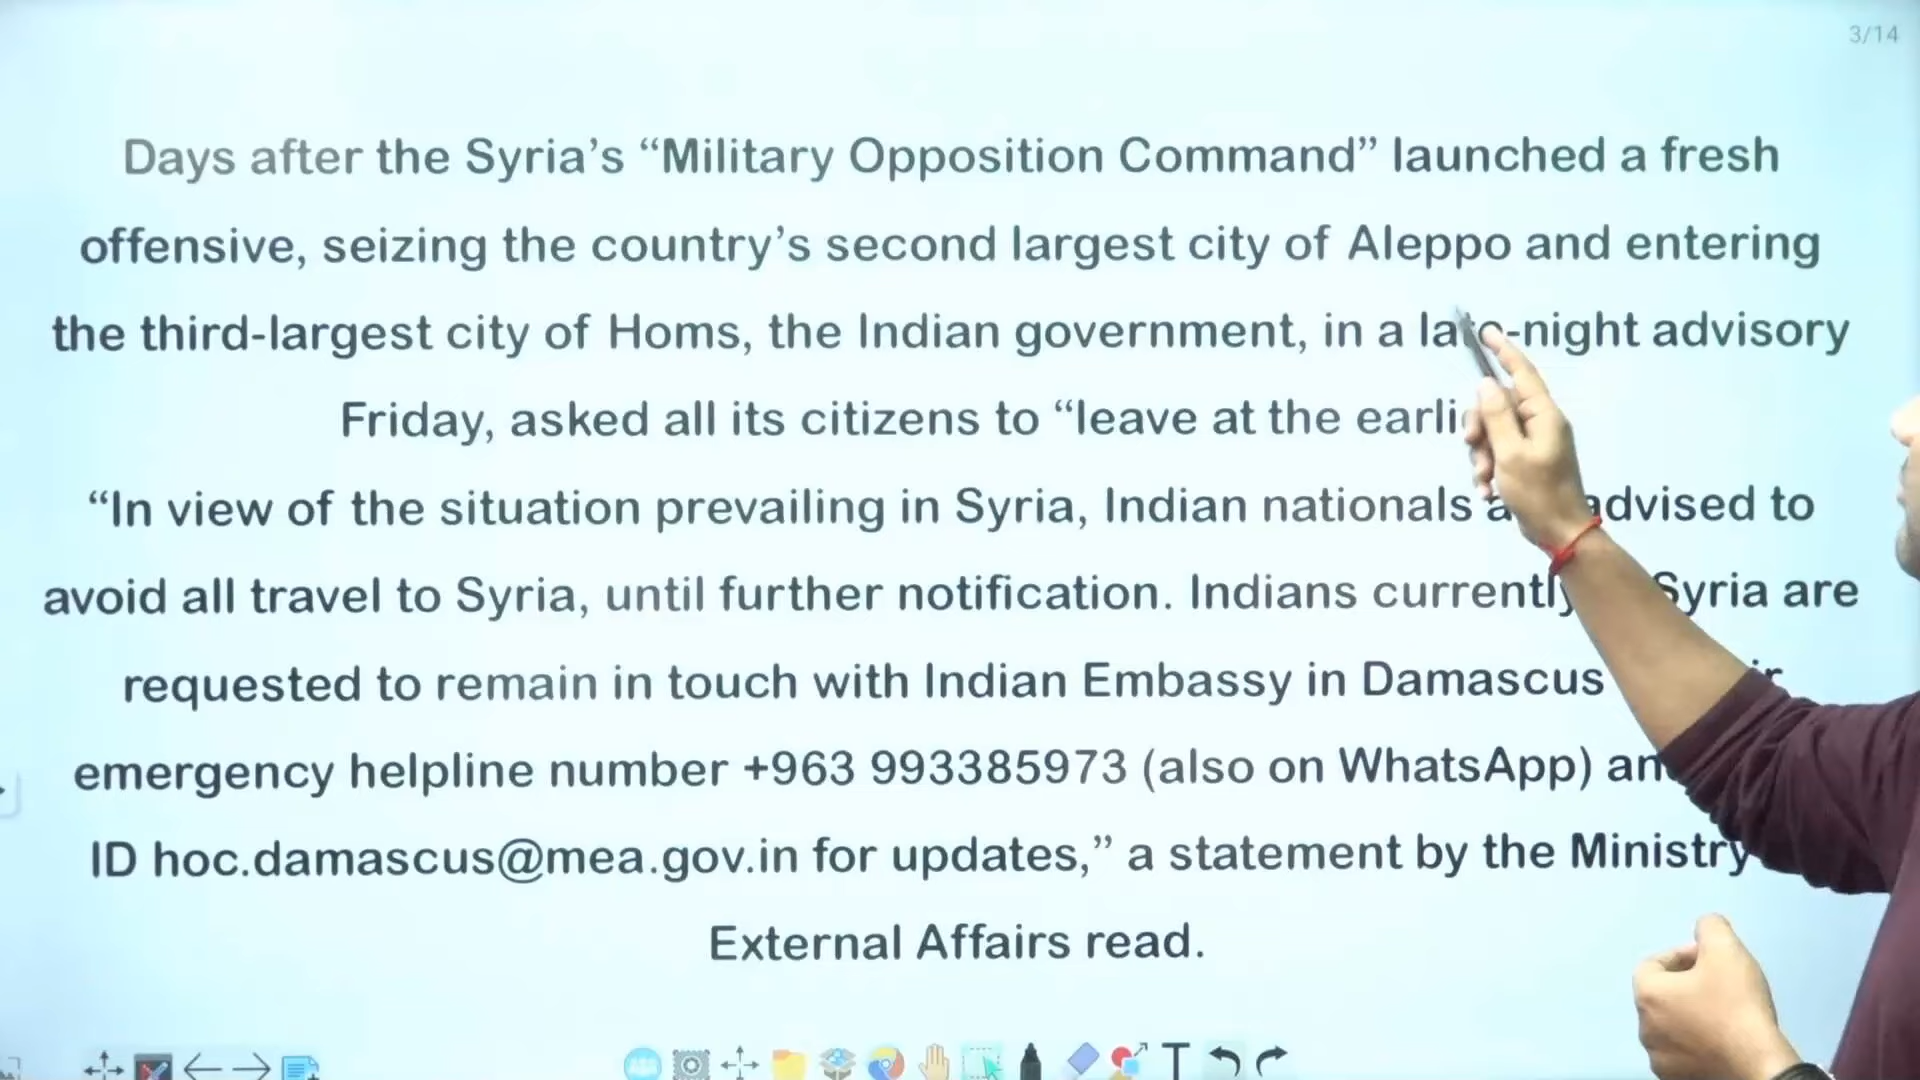 3/14
Days after the Syria’s “Military Opposition Command” launched a fresh
offensive, seizing the country’s second largest city of Aleppo and entering
the third-largest city of Homs, the Indian government, in a late-night advisory
Friday, asked all its citizens to “leave at the
“In view of the situation prevailing in Syria, Indian nationals advised to
avoid all travel to Syria, until further notification. Indians currently Syria are
requested to remain in touch with Indian Embassy in Damascus
emergency helpline number +963 993385973 (also on WhatsApp) and
ID hoc.damascus@mea.gov.in for updates,” a statement by the Ministry
External Affairs read.